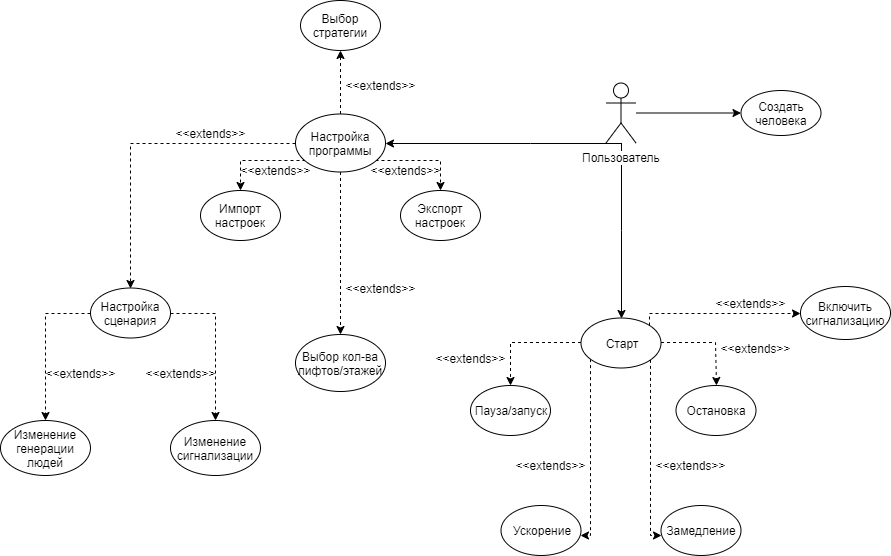 Выбор
стратегии
<<extends>>
Создать
человека
<<extends>>
Настройка
программы
Пользователь
<<extends>>
<<extends>>
Импорт
настроек
Экспорт
настроек
<<extends>>
Настройка
сценария
<<extends>>
Включить
сигнализацию
Старт
<<extends>>
<<extends>>
Выбор кол-ва
лифтов/этажей
<<extends>>
<<extends>>
Пауза/запуск
Остановка
Изменение
генерации
людей
Изменение
сигнализации
<<extends>>
<<extends>>
Ускорение
Замедление